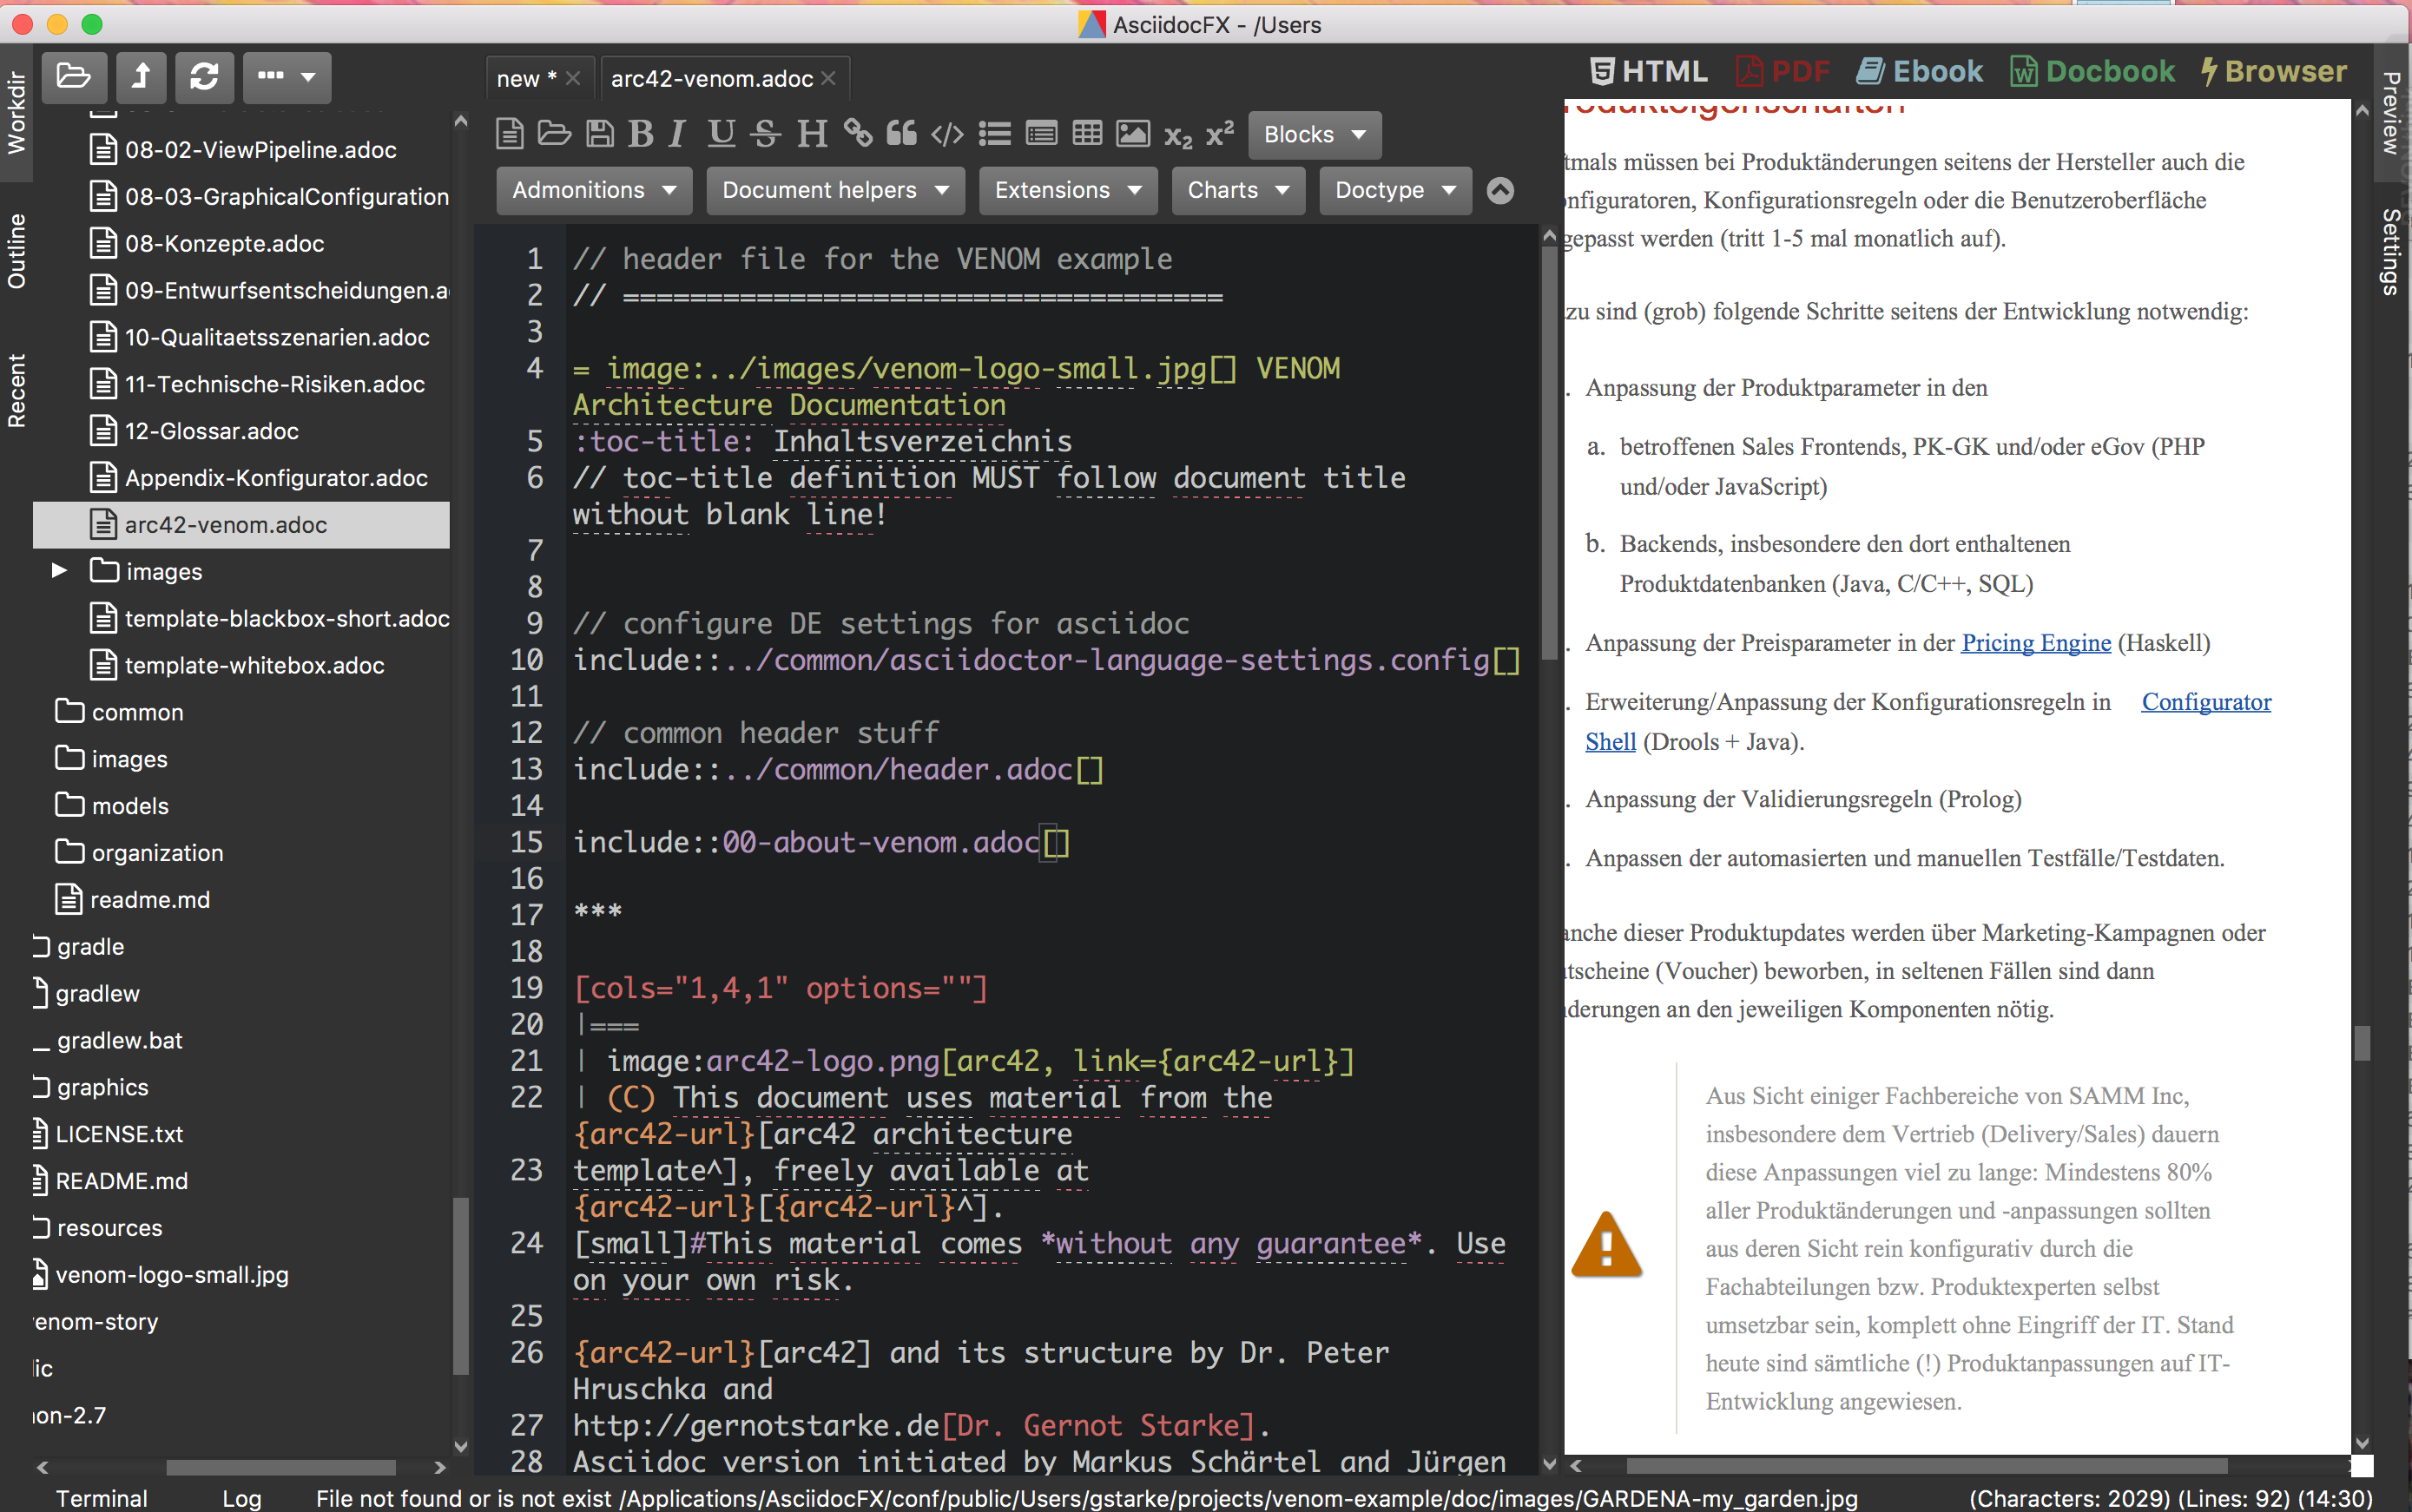 AsciidocFX - /Users
Workdir
Outline
Recent
08-02-ViewPipeline.adoc
08-03-GraphicalConfiguration
08-Konzepte.adoc
09-Entwurfsentscheidungen.a
10-Qualitaetsszenarien.adoc
11-Technische-Risiken.adoc
12-Glossar.adoc
Appendix-Konfigurator.adoc
arc42-venom.adoc
images
template-blackbox-short.adoc
template-whitebox.adoc
common
images
models
organization
readme.md
gradle
gradlew
gradlew.bat
graphics
LICENSE.txt
README.md
resources
venom-logo-small.jpg
enom-story
lic
on-2.7
new * arc42-venom.adoc
B I U S H x2 x2 Blocks
Admonitions Document helpers Extensions Charts Doctype
1 // header file for the VENOM example
2 // ====================================
3
4 = image:../images/venom-logo-small.jpg[] VENOM
Architecture Documentation
5 :toc-title: Inhaltsverzeichnis
6 // toc-title definition MUST follow document title
without blank line!
7
8
9 // configure DE settings for asciidoc
10 include::../common/asciidoctor-language-settings.config[]
11
12 // common header stuff
13 include::../common/header.adoc[]
14
15 include::00-about-venom.adoc[]
16
17 ***
18
19 [cols="1,4,1" options=""]
20 |===
21 | image:arc42-logo.png[arc42, link={arc42-url}]
22 | (C) This document uses material from the
{arc42-url}[arc42 architecture
23 template^], freely available at
{arc42-url}[{arc42-url}^].
24 [small]#This material comes *without any guarantee*. Use
on your own risk.
25
26 {arc42-url}[arc42] and its structure by Dr. Peter
Hruschka and
27 http://gernotstarke.de[Dr. Gernot Starke].
28 Asciidoc version initiated by Markus Schärtel and Jürgen
HTML PDF Ebook Docbook Browser
Preview
Settings
odukteigenschaften
tmals müssen bei Produktänderungen seitens der Hersteller auch die
nfiguratoren, Konfigurationsregeln oder die Benutzeroberfläche
gepasst werden (tritt 1-5 mal monatlich auf).
zu sind (grob) folgende Schritte seitens der Entwicklung notwendig:
. Anpassung der Produktparameter in den
a. betroffenen Sales Frontends, PK-GK und/oder eGov (PHP
und/oder JavaScript)
b. Backends, insbesondere den dort enthaltenen
Produktdatenbanken (Java, C/C++, SQL)
. Anpassung der Preisparameter in der Pricing Engine (Haskell)
. Erweiterung/Anpassung der Konfigurationsregeln in Configurator
Shell (Drools + Java).
. Anpassung der Validierungsregeln (Prolog)
. Anpassen der automasierten und manuellen Testfälle/Testdaten.
anche dieser Produktupdates werden über Marketing-Kampagnen oder
tscheine (Voucher) beworben, in seltenen Fällen sind dann
derungen an den jeweiligen Komponenten nötig.
Aus Sicht einiger Fachbereiche von SAMM Inc,
insbesondere dem Vertrieb (Delivery/Sales) dauern
diese Anpassungen viel zu lange: Mindestens 80%
aller Produktänderungen und -anpassungen sollten
aus deren Sicht rein konfigurativ durch die
Fachabteilungen bzw. Produktexperten selbst
umsetzbar sein, komplett ohne Eingriff der IT. Stand
heute sind sämtliche (!) Produktanpassungen auf IT-
Entwicklung angewiesen.
Terminal Log File not found or is not exist /Applications/AsciidocFX/conf/public/Users/gstarke/projects/venom-example/doc/images/GARDENA-my_garden.jpg (Characters: 2029) (Lines: 92) (14:30)